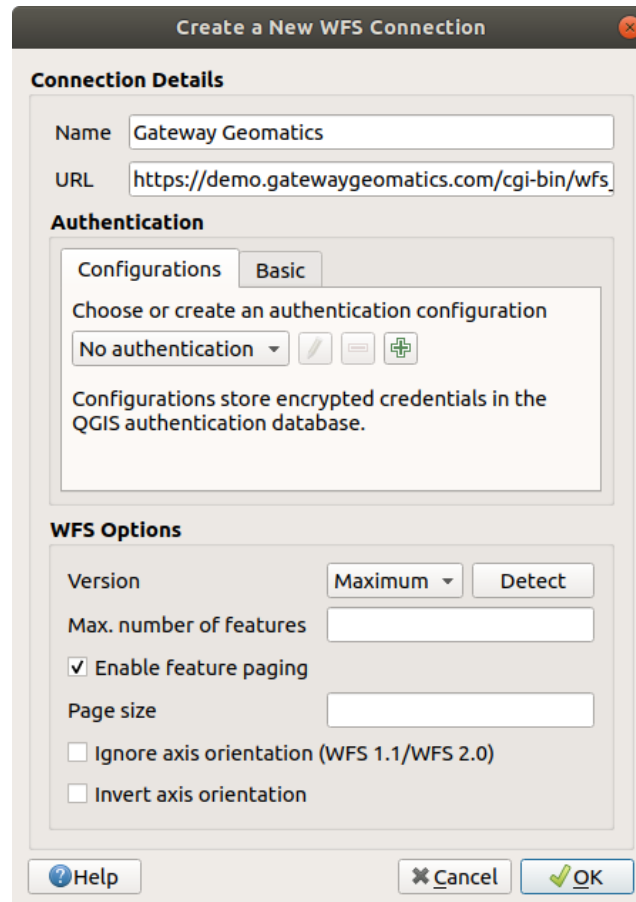 Create a New WFS Connection
Connection Details
Name Gateway Geomatics
URL https://demo.gatewaygeomatics.com/cgi-bin/wfs_
Authentication
Configurations Basic
Choose or create an authentication configuration
No authentication
Configurations store encrypted credentials in the
QGIS authentication database.
WFS Options
Version Maximum Detect
Max. number of features
Enable feature paging
Page size
Ignore axis orientation (WFS 1.1/WFS 2.0)
Invert axis orientation
Help Cancel OK